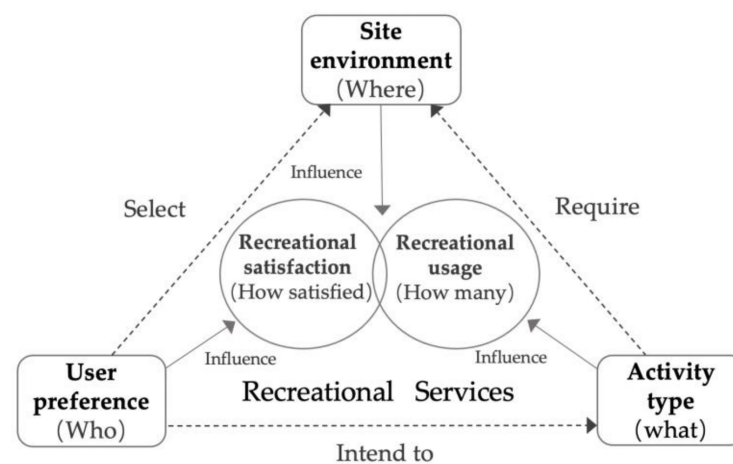 Site
environment
(Where)
Influence
Select
Require
Recreational
satisfaction
(How satisfied)
Recreational
usage
(How many)
Influence
Influence
User
preference
(Who)
Recreational Services
Activity
type
(what)
Intend to